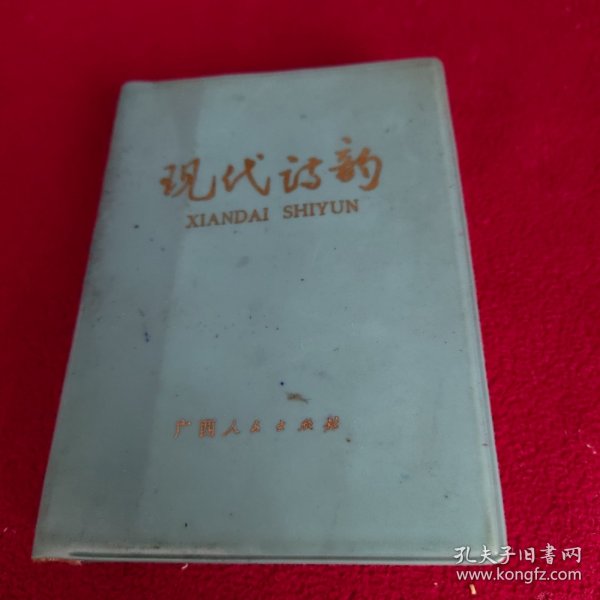 现代诗韵
XIANDAI SHIYUN
广西人民出版社
孔夫子旧书网
www.kongfz.com